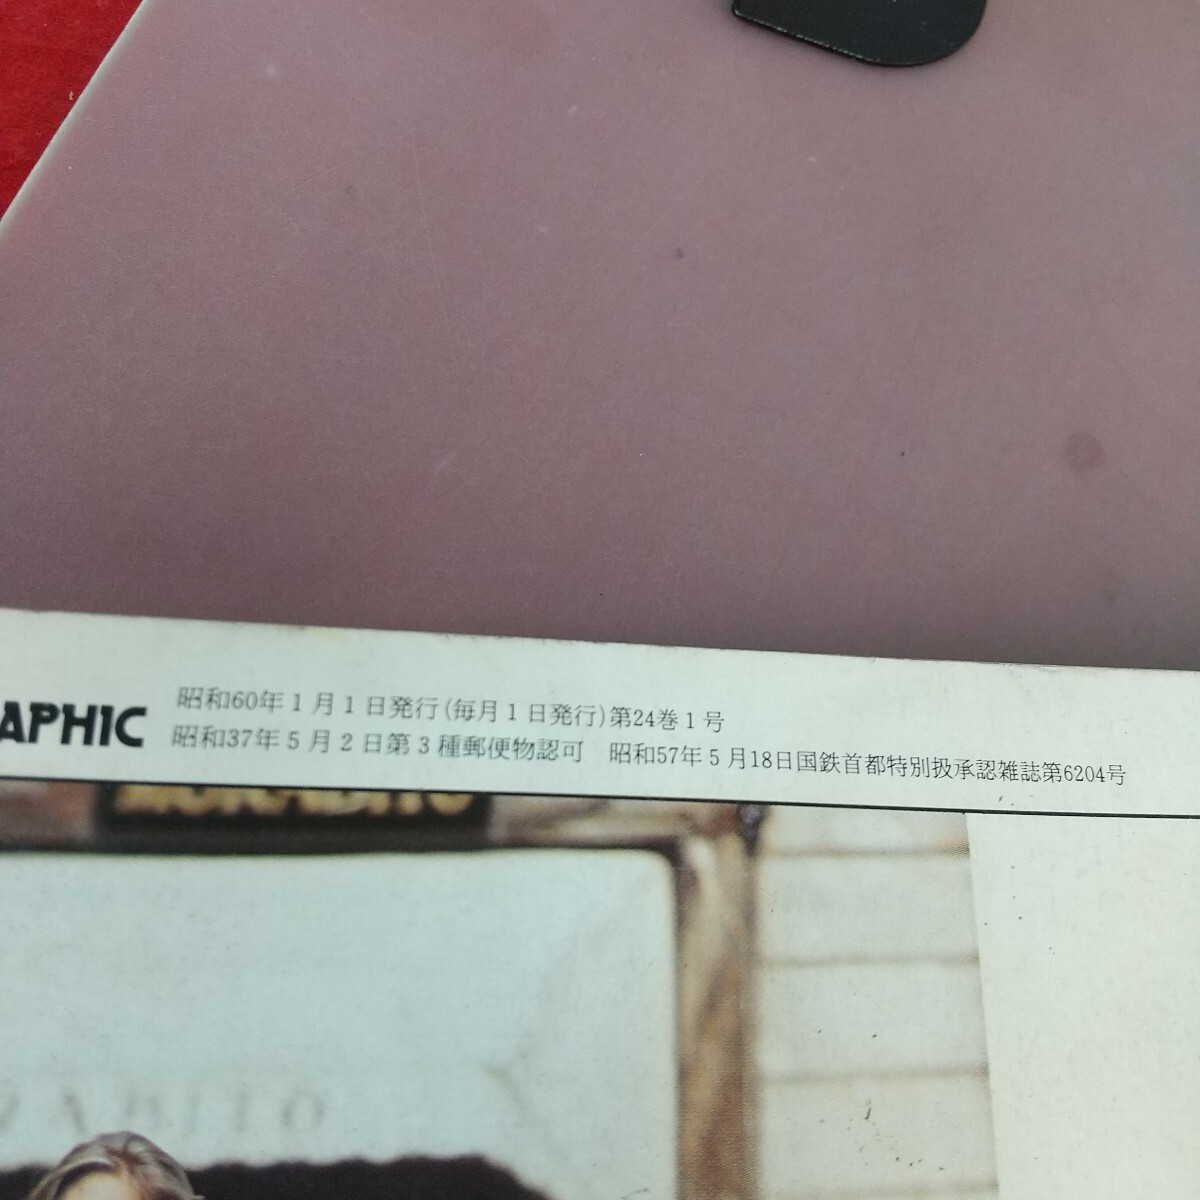 APHIC
昭和60年1月1日発行(毎月1日発行)第24巻1号
昭和37年5月2日第3種郵便物認可 昭和57年5月18日国鉄首都特別扱承認雑誌第6204号